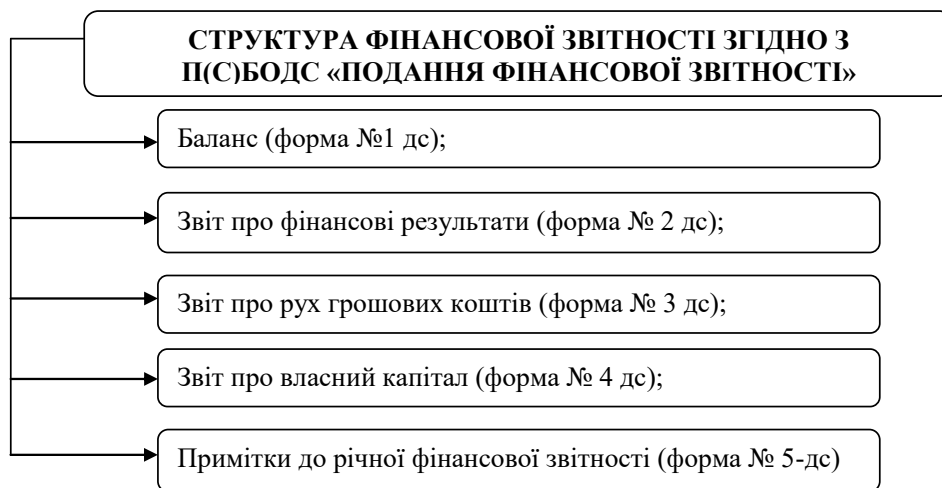 СТРУКТУРА ФІНАНСОВОЇ ЗВІТНОСТІ ЗГІДНО З
П(С)БОДС «ПОДАННЯ ФІНАНСОВОЇ ЗВІТНОСТІ»
Баланс (форма №1 дс);
Звіт про фінансові результати (форма № 2 дс);
Звіт про рух грошових коштів (форма № 3 дс);
Звіт про власний капітал (форма № 4 дс);
Примітки до річної фінансової звітності (форма № 5-дс)